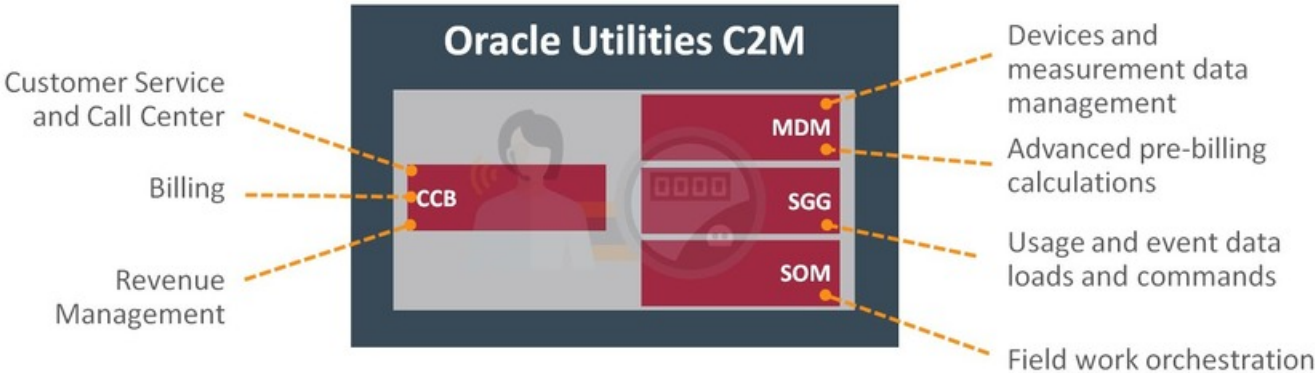 Oracle Utilities C2M
Customer Service
and Call Center
Billing
Revenue
Management
CCB
MDM
SGG
SOM
0000
Devices and
measurement data
management
Advanced pre-billing
calculations
Usage and event data
loads and commands
Field work orchestration